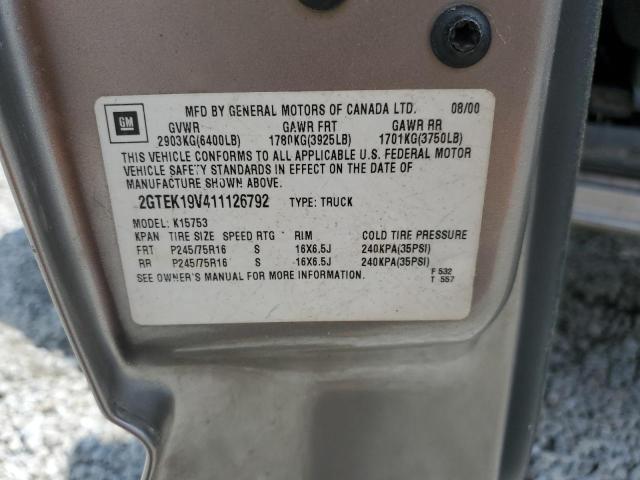 GM
MFD BY GENERAL MOTORS OF CANADA LTD. 08/00
GVWR GAWR FRT GAWR RR
2903KG(6400LB) 1780KG(3925LB) 1701KG(3750LB)
THIS VEHICLE CONFORMS TO ALL APPLICABLE U.S. FEDERAL MOTOR
VEHICLE SAFETY STANDARDS IN EFFECT ON THE DATE OF
MANUFACTURE SHOWN ABOVE.
2GTEK19V411126792 TYPE: TRUCK
MODEL: K15753
KPAN TIRE SIZE SPEED RTG RIM COLD TIRE PRESSURE
FRT P245/75R16 S 16X6.5J 240KPA(35PSI)
RR P245/75R16 S 16X6.5J 240KPA(35PSI)
SEE OWNER'S MANUAL FOR MORE INFORMATION.
F 532
T 557